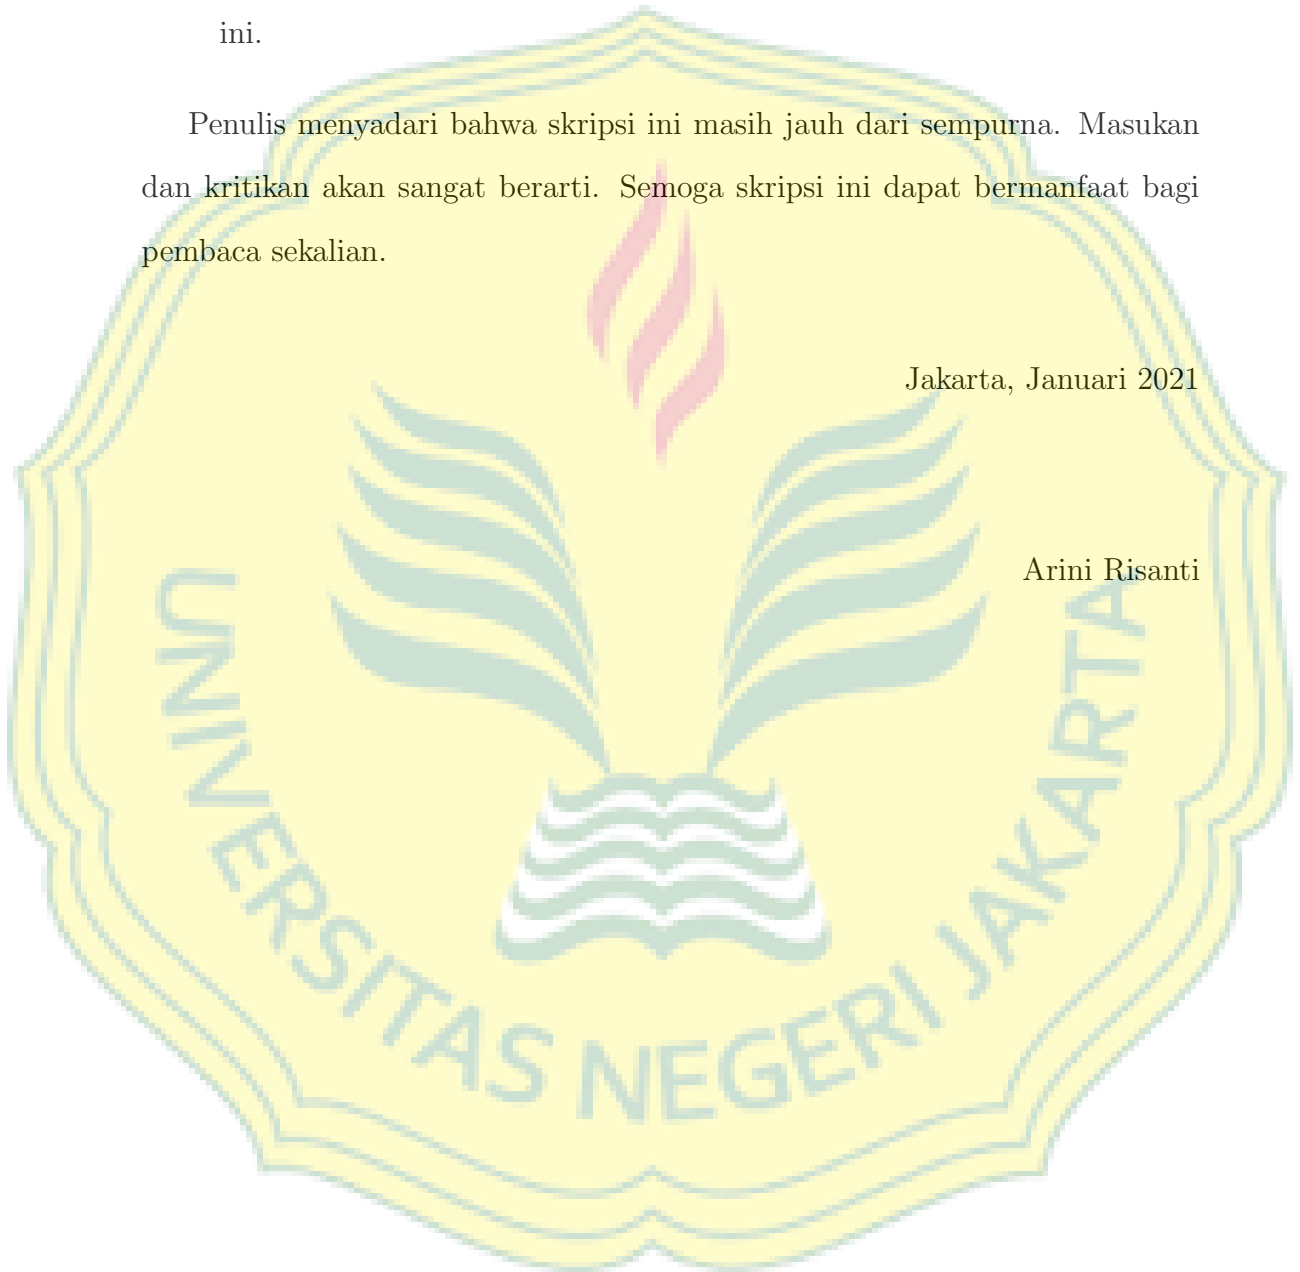 ini.
Penulis menyadari bahwa skripsi ini masih jauh dari sempurna. Masukan
dan kritikan akan sangat berarti. Semoga skripsi ini dapat bermanfaat bagi
pembaca sekalian.
Jakarta, Januari 2021
Arini Risanti
UNIVERSITAS NEGERI JAKARTA